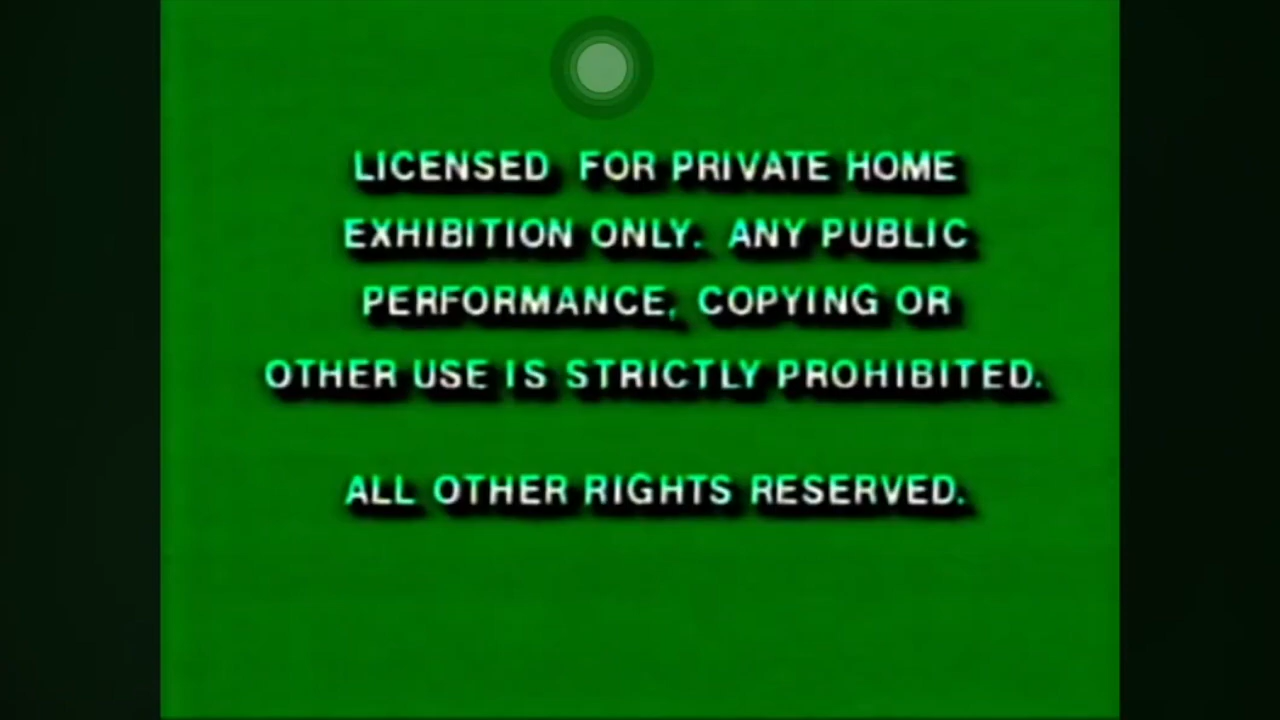 LICENSED FOR PRIVATE HOME
EXHIBITION ONLY. ANY PUBLIC
PERFORMANCE, COPYING OR
OTHER USE IS STRICTLY PROHIBITED.
ALL OTHER RIGHTS RESERVED.